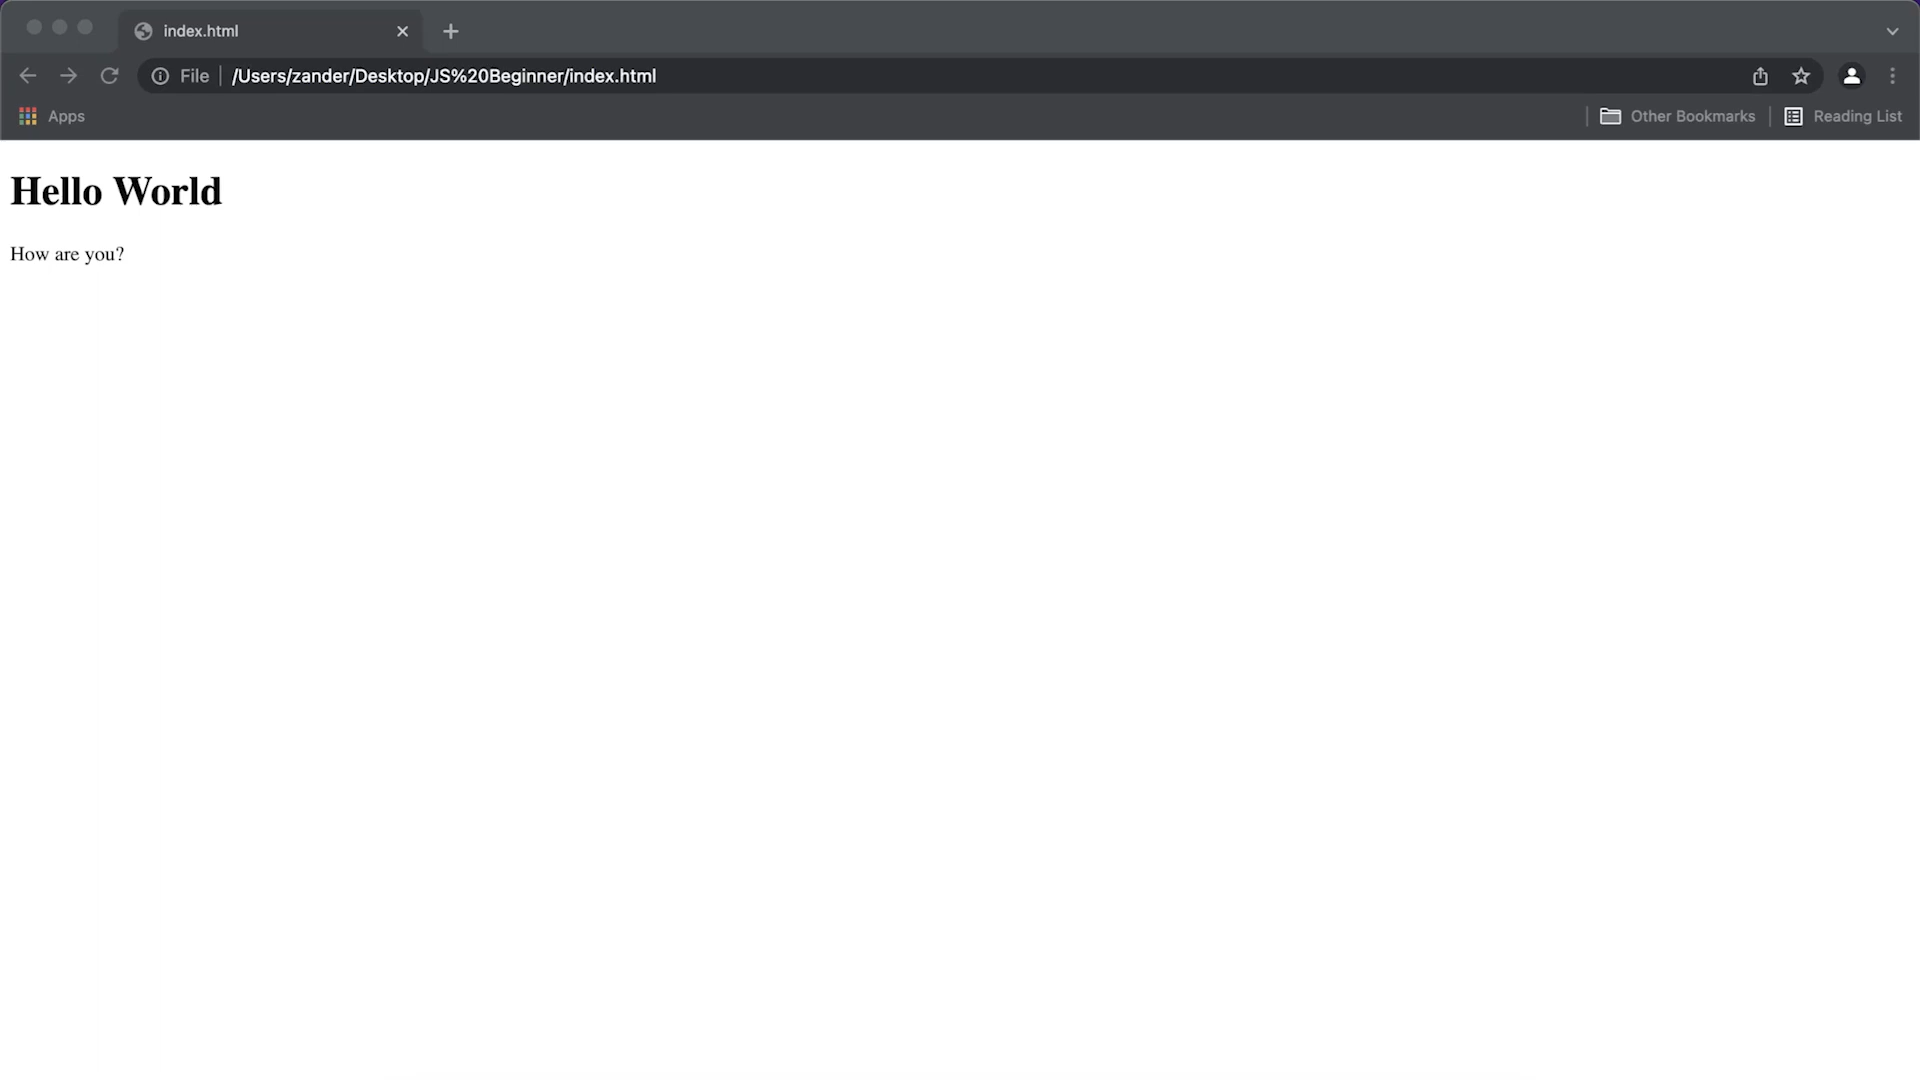 index.html
File
/Users/zander/Desktop/JS%20Beginner/index.html
Apps
Other Bookmarks
Reading List
Hello World
How are you?